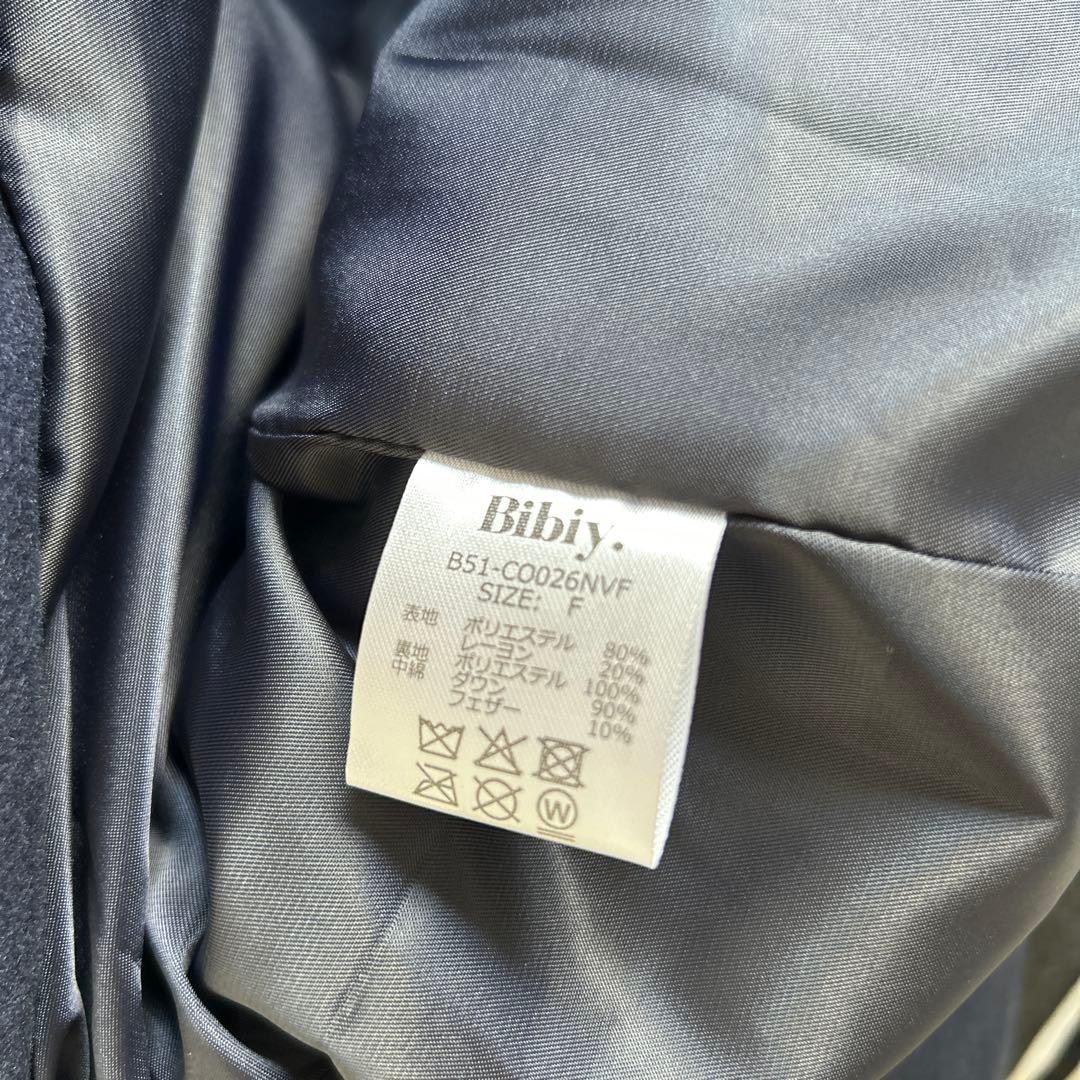 Bibiy.
B51-CO026NVF
SIZE: F
表地 ポリエステル 80%
レーヨン 20%
裏地 ポリエステル 100%
中綿 ダウン 90%
フェザー 10%
W